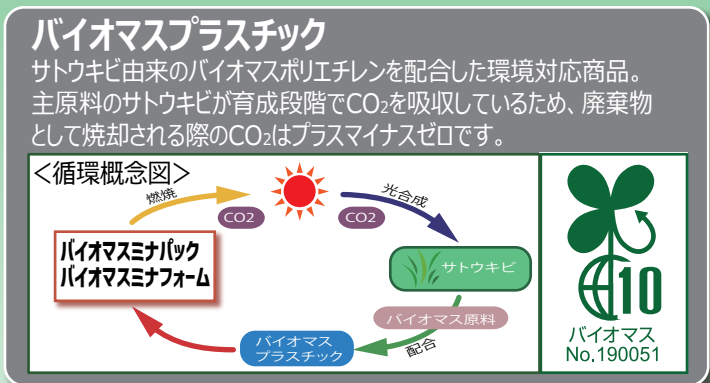 バイオマスプラスチック
サトウキビ由来のバイオマスポリエチレンを配合した環境対応商品。
主原料のサトウキビが育成段階でCO₂を吸収しているため、廃棄物
として焼却される際のCO₂はプラスマイナスゼロです。
＜循環概念図＞
燃焼
CO2
CO2
光合成
バイオマスミナパック
バイオマスミナフォーム
サトウキビ
バイオマス原料
配合
バイオマス
プラスチック
10
バイオマス
No.190051